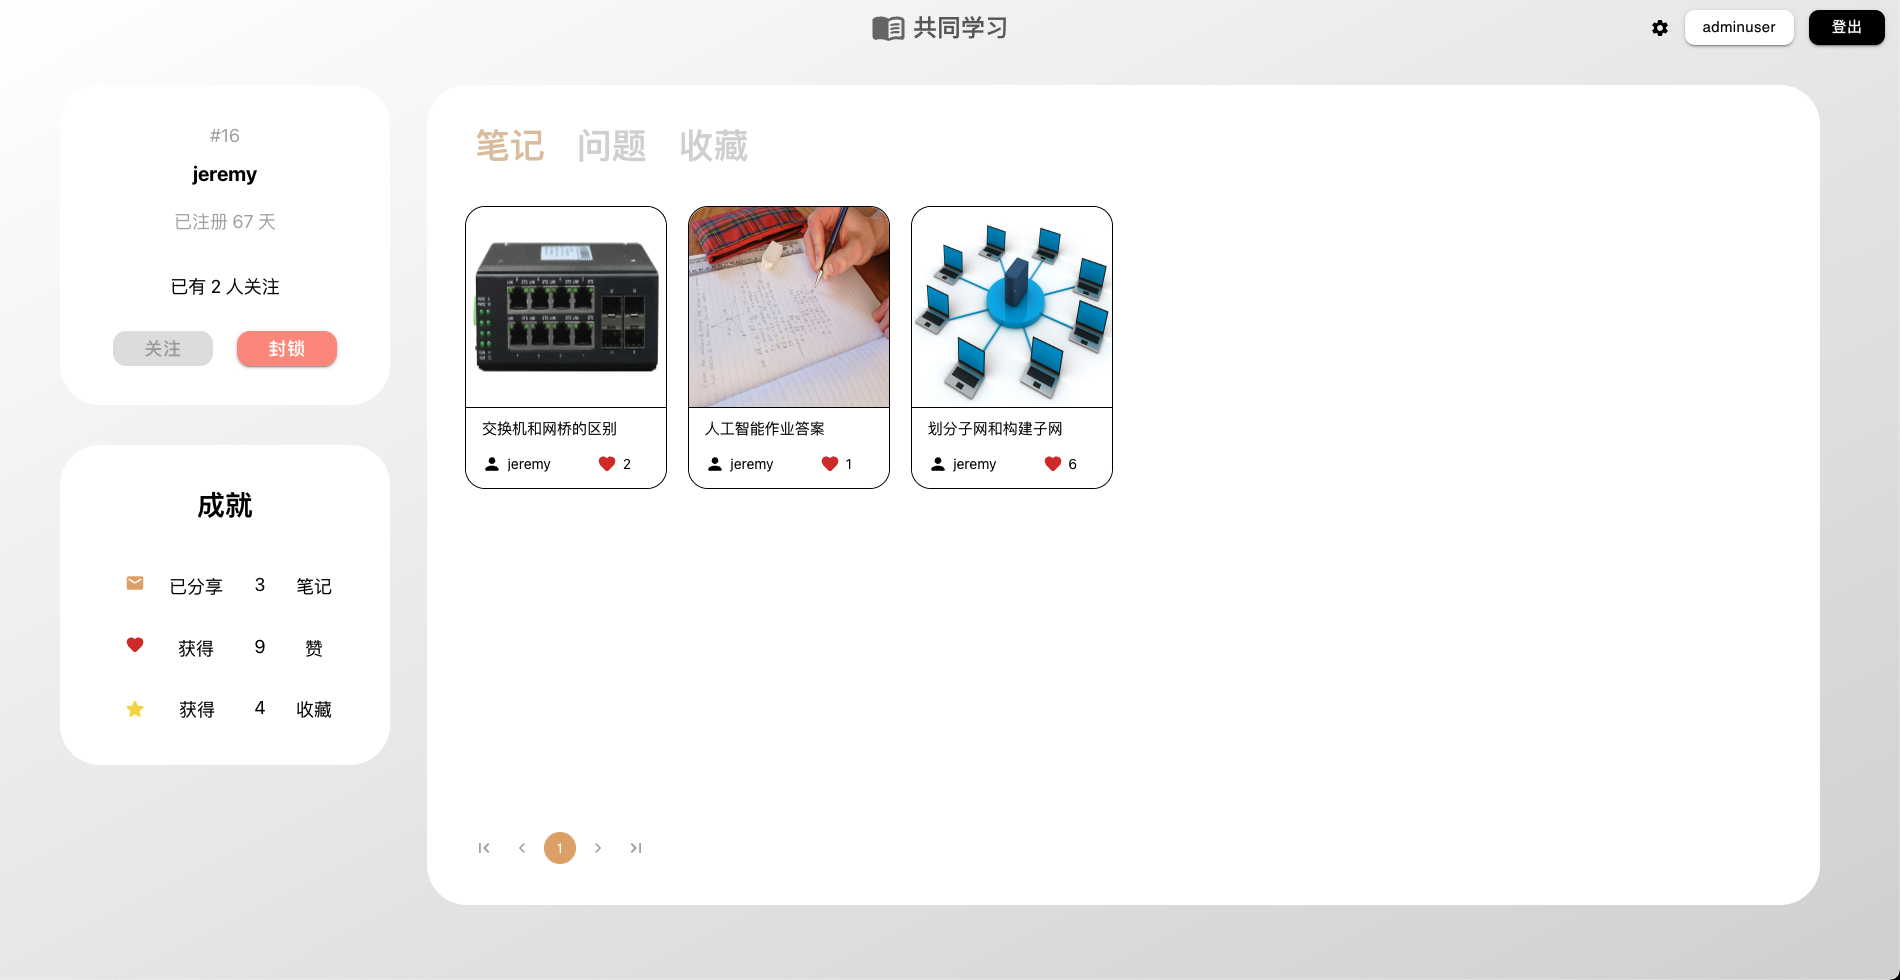 共同学习
adminuser
登出
#16
jeremy
已注册 67 天
已有 2 人关注
关注
封锁
成就
已分享 3 笔记
获得 9 赞
获得 4 收藏
笔记 问题 收藏
交换机和网桥的区别
jeremy 2
人工智能作业答案
jeremy 1
划分子网和构建子网
jeremy 6
1